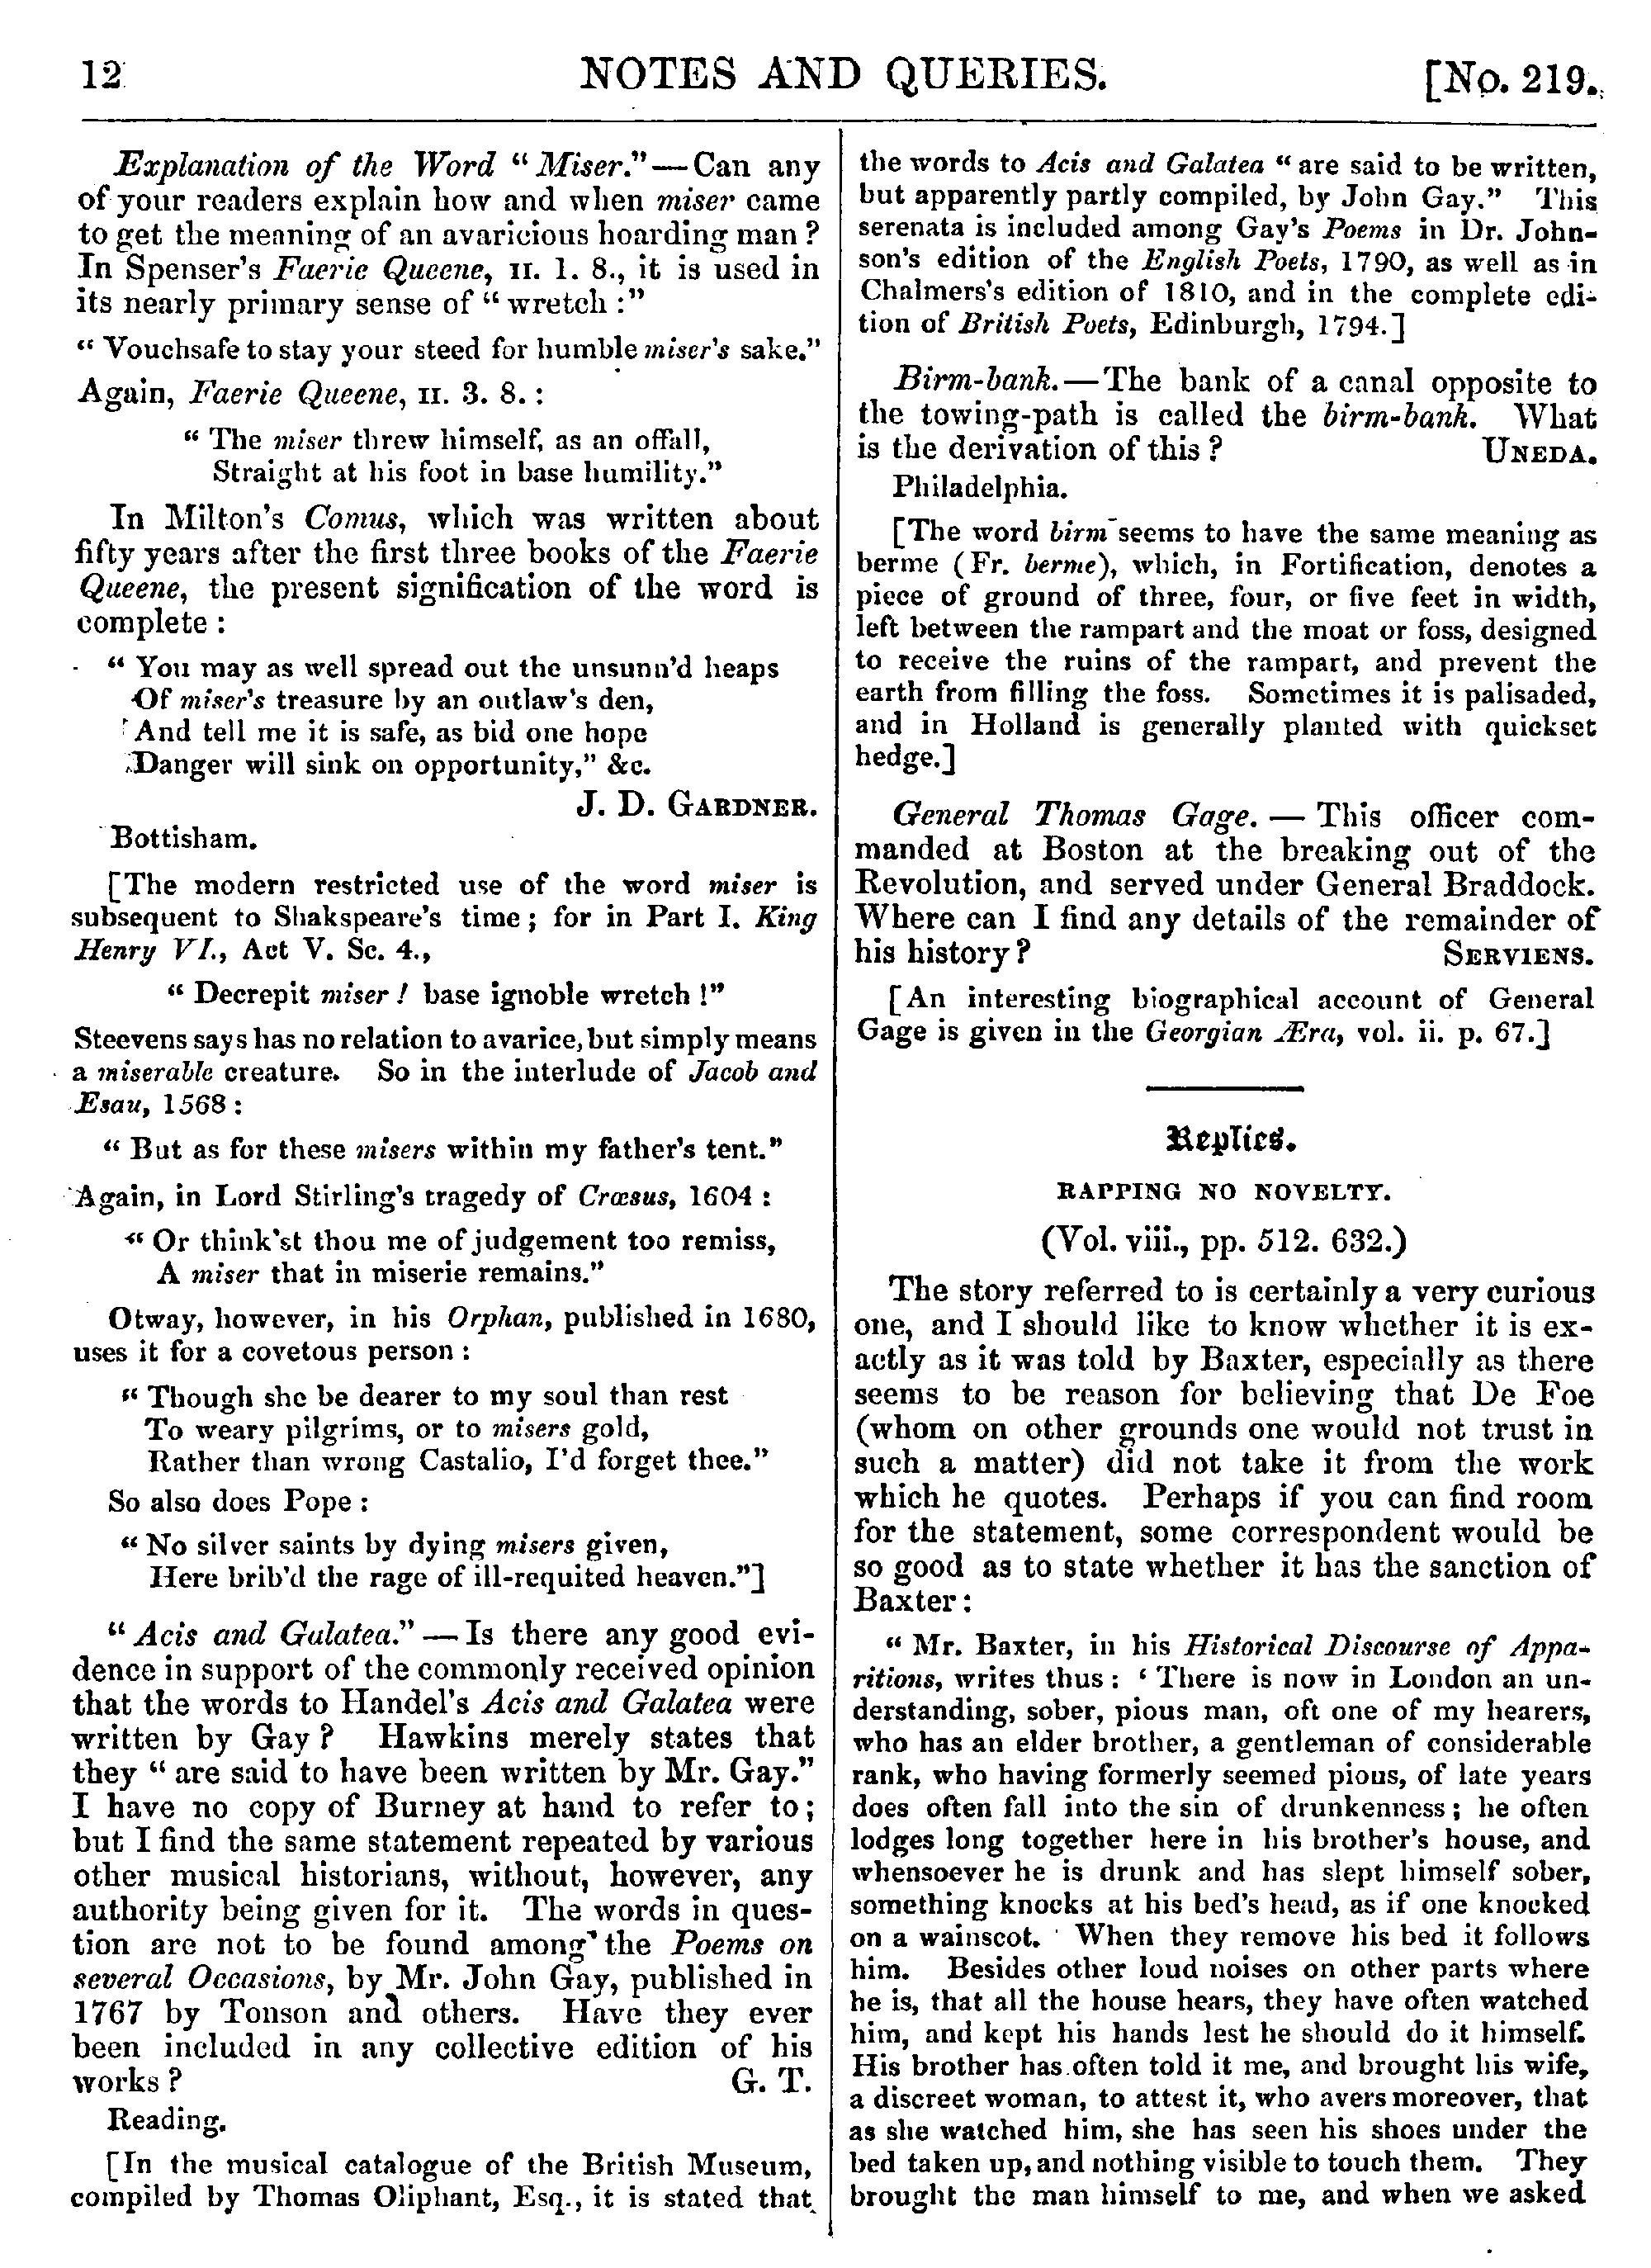 12 NOTES AND QUERIES. [No. 219.
Explanation of the Word "Miser."—Can any
of your readers explain how and when miser came
to get the meaning of an avaricious hoarding man?
In Spenser's Faerie Queene, II. 1. 8., it is used in
its nearly primary sense of "wretch:"
"Vouchsafe to stay your steed for humble miser's sake."
Again, Faerie Queene, II. 3. 8.:
"The miser threw himself, as an offall,
Straight at his foot in base humility."
In Milton's Comus, which was written about
fifty years after the first three books of the Faerie
Queene, the present signification of the word is
complete:
"You may as well spread out the unsunn'd heaps
Of miser's treasure by an outlaw's den,
And tell me it is safe, as bid one hope
Danger will sink on opportunity," &c.
J. D. GARDNER.
Bottisham.
[The modern restricted use of the word miser is
subsequent to Shakspeare's time; for in Part I. King
Henry VI., Act V. Sc. 4.,
"Decrepit miser! base ignoble wretch!"
Steevens says has no relation to avarice, but simply means
a miserable creature. So in the interlude of Jacob and
Esau, 1568:
"But as for these misers within my father's tent."
Again, in Lord Stirling's tragedy of Crœsus, 1604:
"Or think'st thou me of judgement too remiss,
A miser that in miserie remains."
Otway, however, in his Orphan, published in 1680,
uses it for a covetous person:
"Though she be dearer to my soul than rest
To weary pilgrims, or to misers gold,
Rather than wrong Castalio, I'd forget thee."
So also does Pope:
"No silver saints by dying misers given,
Here brib'd the rage of ill-requited heaven."]
"Acis and Galatea."—Is there any good evi-
dence in support of the commonly received opinion
that the words to Handel's Acis and Galatea were
written by Gay? Hawkins merely states that
they "are said to have been written by Mr. Gay."
I have no copy of Burney at hand to refer to;
but I find the same statement repeated by various
other musical historians, without, however, any
authority being given for it. The words in ques-
tion are not to be found among the Poems on
several Occasions, by Mr. John Gay, published in
1767 by Tonson and others. Have they ever
been included in any collective edition of his
works? G. T.
Reading.
[In the musical catalogue of the British Museum,
compiled by Thomas Oliphant, Esq., it is stated that
the words to Acis and Galatea "are said to be written,
but apparently partly compiled, by John Gay." This
serenata is included among Gay's Poems in Dr. John-
son's edition of the English Poets, 1790, as well as in
Chalmers's edition of 1810, and in the complete edi-
tion of British Poets, Edinburgh, 1794.]
Birm-bank.—The bank of a canal opposite to
the towing-path is called the birm-bank. What
is the derivation of this? UNEDA.
Philadelphia.
[The word birm seems to have the same meaning as
berme (Fr. berme), which, in Fortification, denotes a
piece of ground of three, four, or five feet in width,
left between the rampart and the moat or foss, designed
to receive the ruins of the rampart, and prevent the
earth from filling the foss. Sometimes it is palisaded,
and in Holland is generally planted with quickset
hedge.]
General Thomas Gage.—This officer com-
manded at Boston at the breaking out of the
Revolution, and served under General Braddock.
Where can I find any details of the remainder of
his history? SERVIENS.
[An interesting biographical account of General
Gage is given in the Georgian Æra, vol. ii. p. 67.]
Replies.
RAPPING NO NOVELTY.
(Vol. viii., pp. 512. 632.)
The story referred to is certainly a very curious
one, and I should like to know whether it is ex-
actly as it was told by Baxter, especially as there
seems to be reason for believing that De Foe
(whom on other grounds one would not trust in
such a matter) did not take it from the work
which he quotes. Perhaps if you can find room
for the statement, some correspondent would be
so good as to state whether it has the sanction of
Baxter:
"Mr. Baxter, in his Historical Discourse of Appa-
ritions, writes thus: 'There is now in London an un-
derstanding, sober, pious man, oft one of my hearers,
who has an elder brother, a gentleman of considerable
rank, who having formerly seemed pious, of late years
does often fall into the sin of drunkenness; he often
lodges long together here in his brother's house, and
whensoever he is drunk and has slept himself sober,
something knocks at his bed's head, as if one knocked
on a wainscot. When they remove his bed it follows
him. Besides other loud noises on other parts where
he is, that all the house hears, they have often watched
him, and kept his hands lest he should do it himself.
His brother has often told it me, and brought his wife,
a discreet woman, to attest it, who avers moreover, that
as she watched him, she has seen his shoes under the
bed taken up, and nothing visible to touch them. They
brought the man himself to me, and when we asked